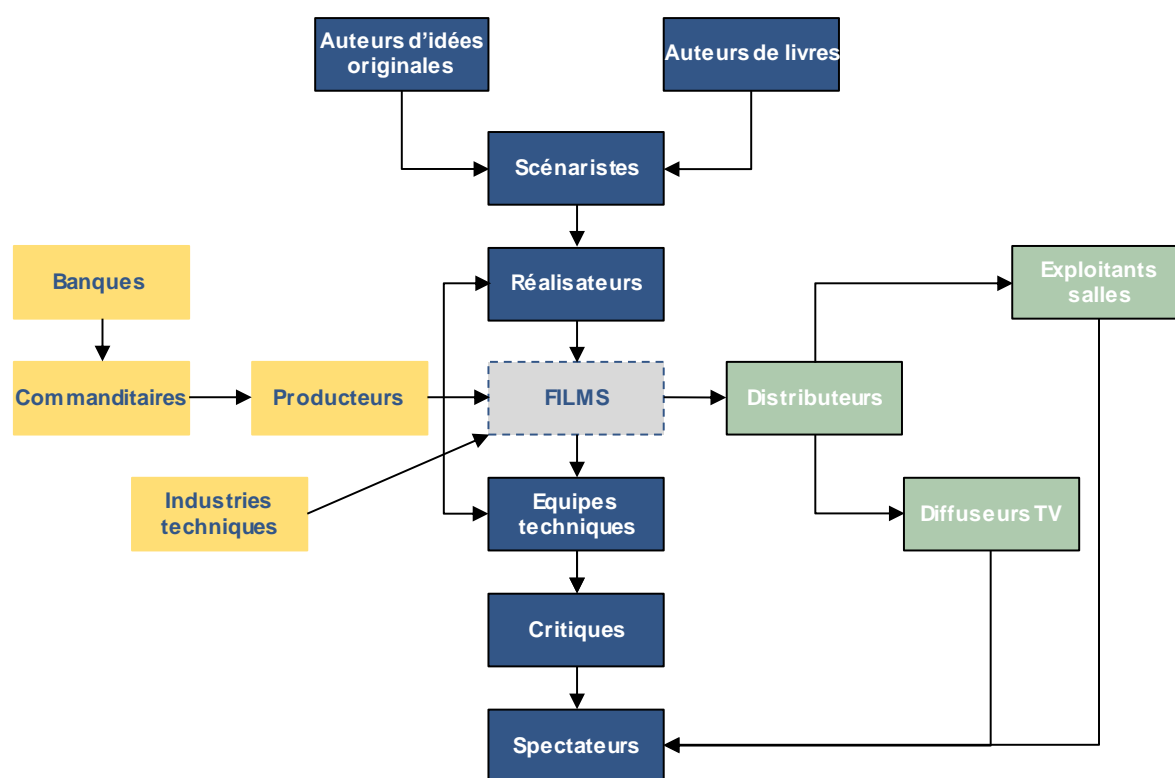 Auteurs d'idées
originales
Auteurs de livres
Scénaristes
Banques
Réalisateurs
Exploitants
salles
Commanditaires
Producteurs
FILMS
Distributeurs
Industries
techniques
Equipes
techniques
Diffuseurs TV
Critiques
Spectateurs